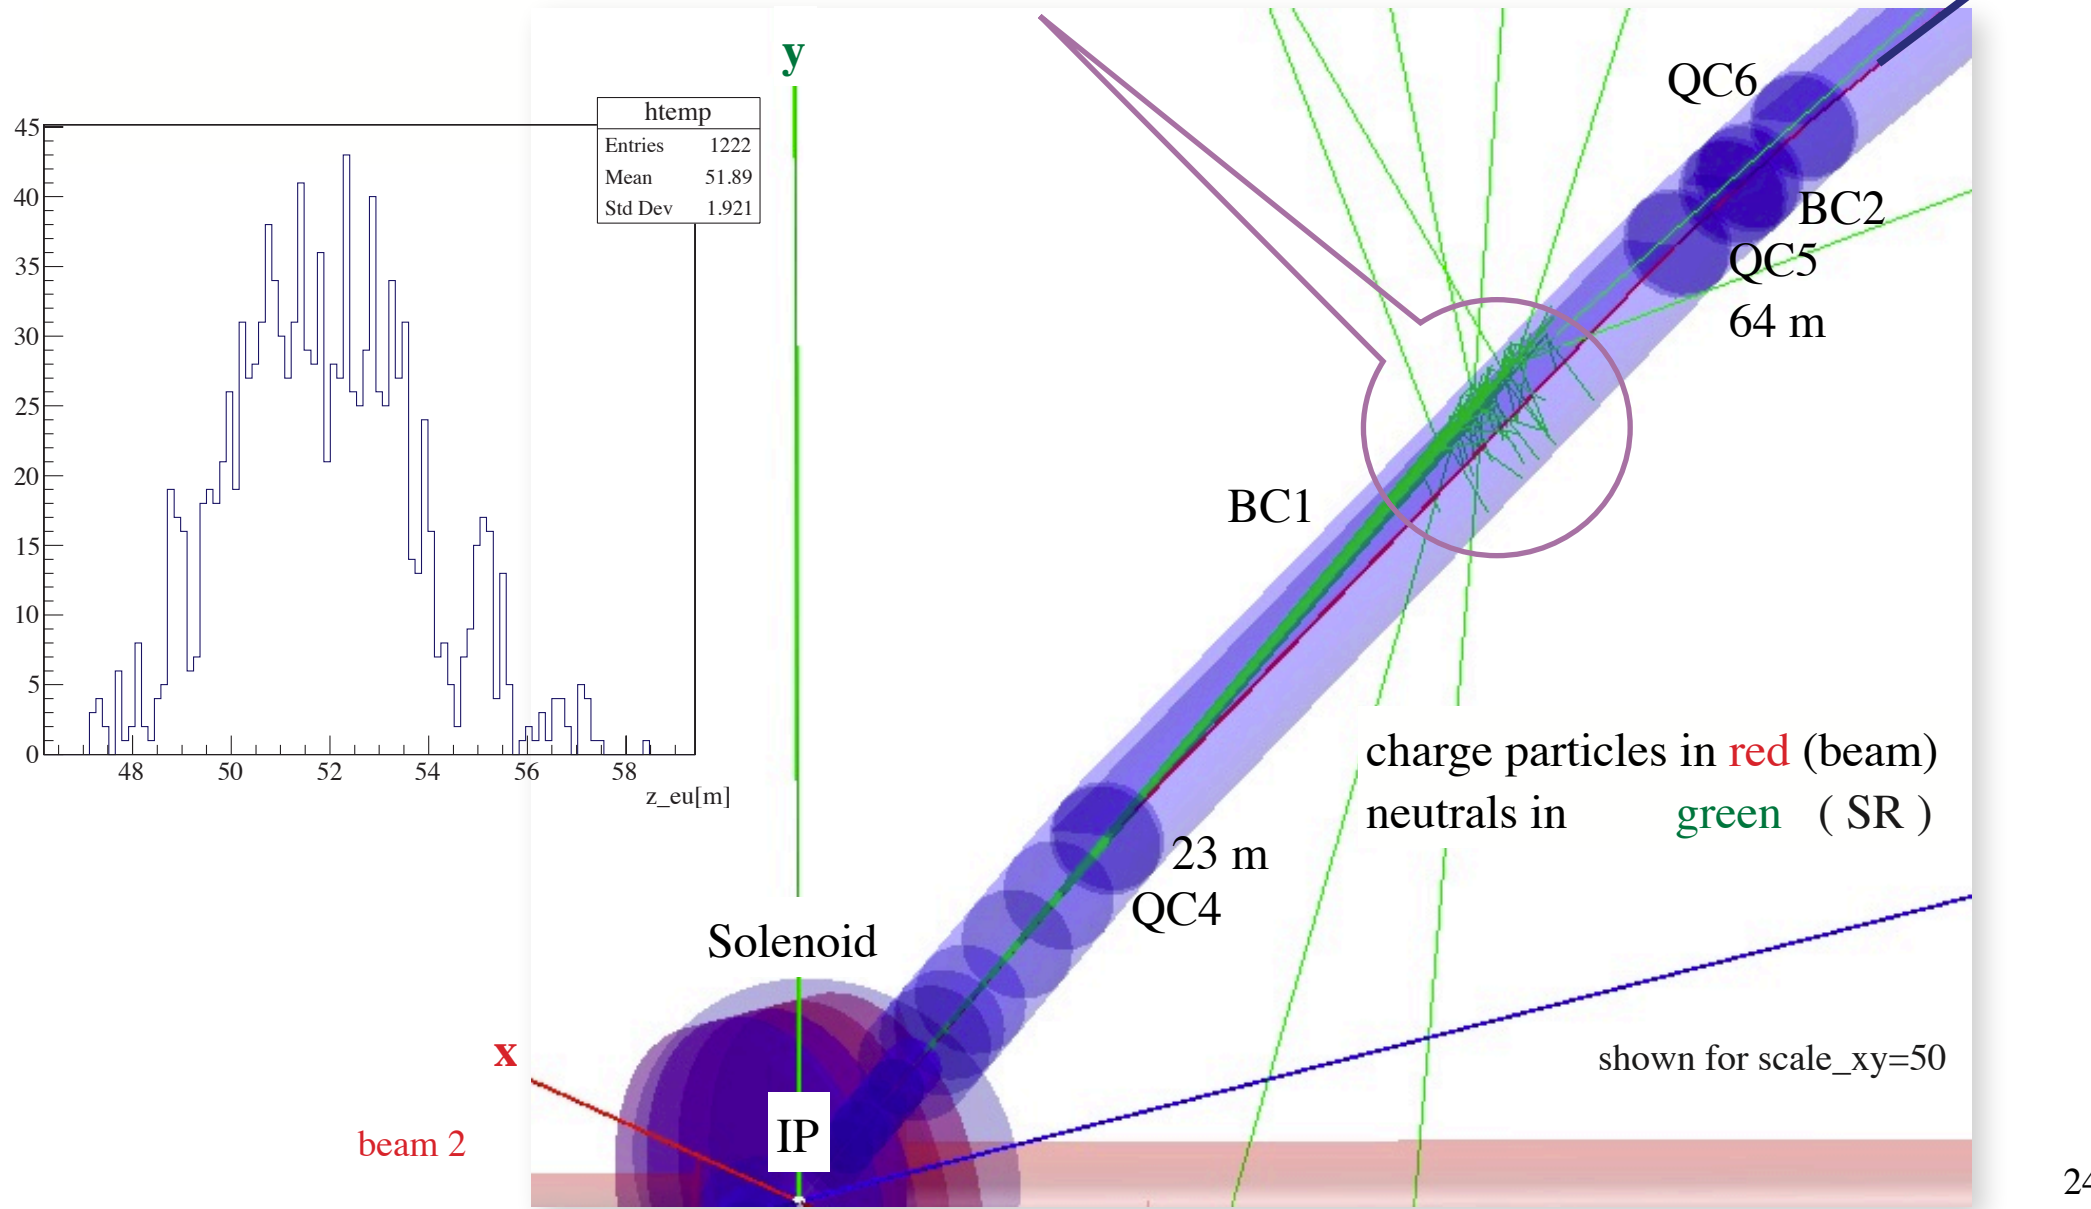 y
htemp
Entries 1222
Mean 51.89
Std Dev 1.921
45
40
35
30
25
20
15
10
5
0
48 50 52 54 56 58
z_eu[m]
QC6
BC2
QC5
64 m
BC1
charge particles in red (beam)
neutrals in green ( SR )
23 m
QC4
Solenoid
x
shown for scale_xy=50
IP
beam 2
24